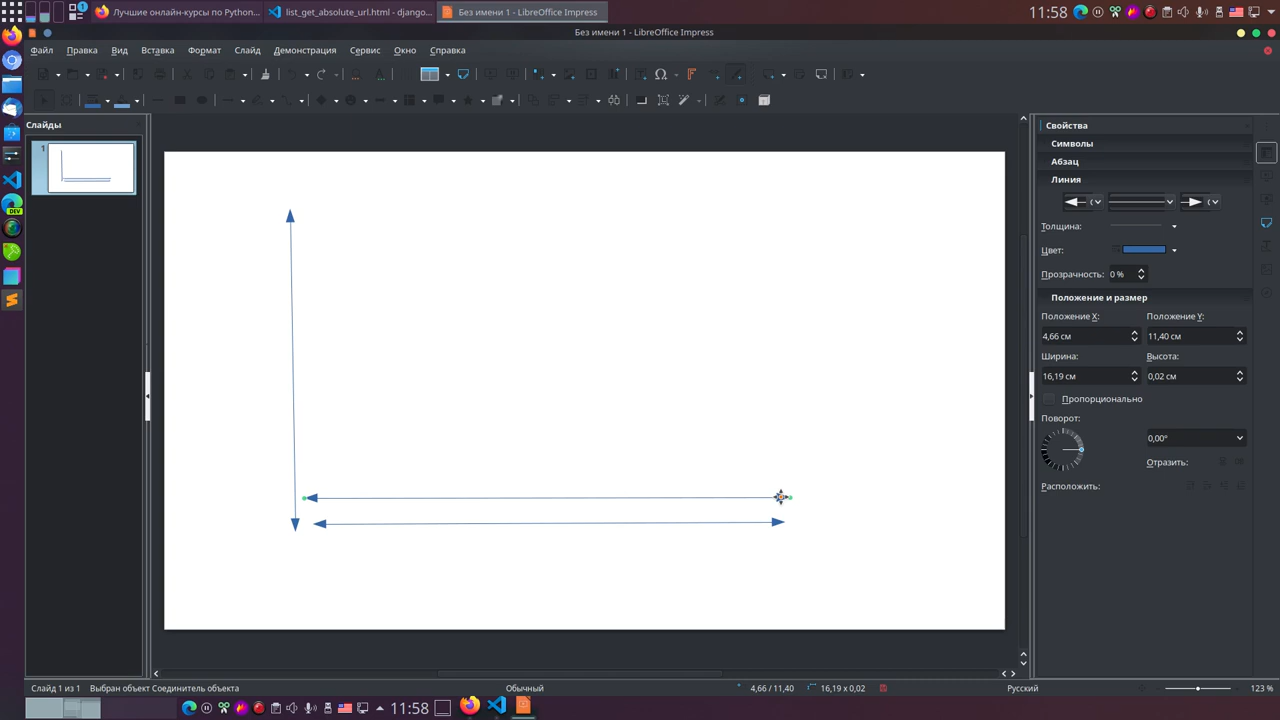 Лучшие онлайн-курсы по Python...
list_get_absolute_url.html - django...
Без имени 1 - LibreOffice Impress
11:58
Без имени 1 - LibreOffice Impress
Файл Правка Вид Вставка Формат Слайд Демонстрация Сервис Окно Справка
Слайды
1
Свойства
Символы
Абзац
Линия
Толщина:
Цвет:
Прозрачность: 0 %
Положение и размер
Положение X: Положение Y:
4,66 см 11,40 см
Ширина: Высота:
16,19 см 0,02 см
Пропорционально
Поворот:
0,00°
Отразить:
Расположить:
DEV
Слайд 1 из 1 Выбран объект Соединитель объекта Обычный 4,66 / 11,40 16,19 x 0,02 Русский 123 %
11:58